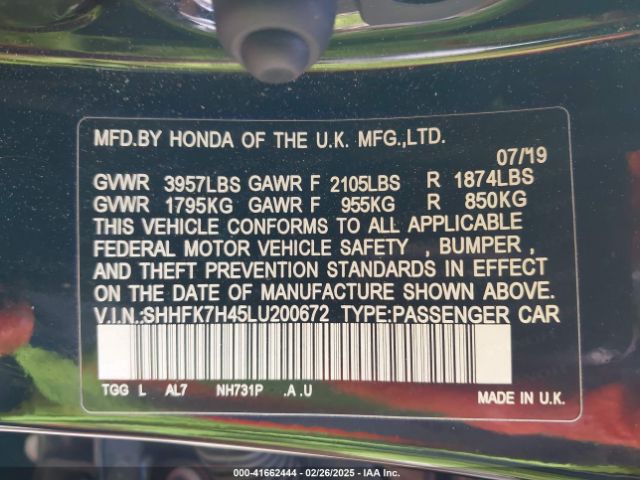 MFD.BY HONDA OF THE U.K. MFG.,LTD.
07/19
GVWR 3957LBS GAWR F 2105LBS R 1874LBS
GVWR 1795KG GAWR F 955KG R 850KG
THIS VEHICLE CONFORMS TO ALL APPLICABLE
FEDERAL MOTOR VEHICLE SAFETY , BUMPER ,
AND THEFT PREVENTION STANDARDS IN EFFECT
ON THE DATE OF MANUFACTURE SHOWN ABOVE.
V.I.N.:SHHFK7H45LU200672 TYPE:PASSENGER CAR
TGG L AL7 NH731P .A .U MADE IN U.K.
000-41662444 - 02/26/2025 - IAA Inc.